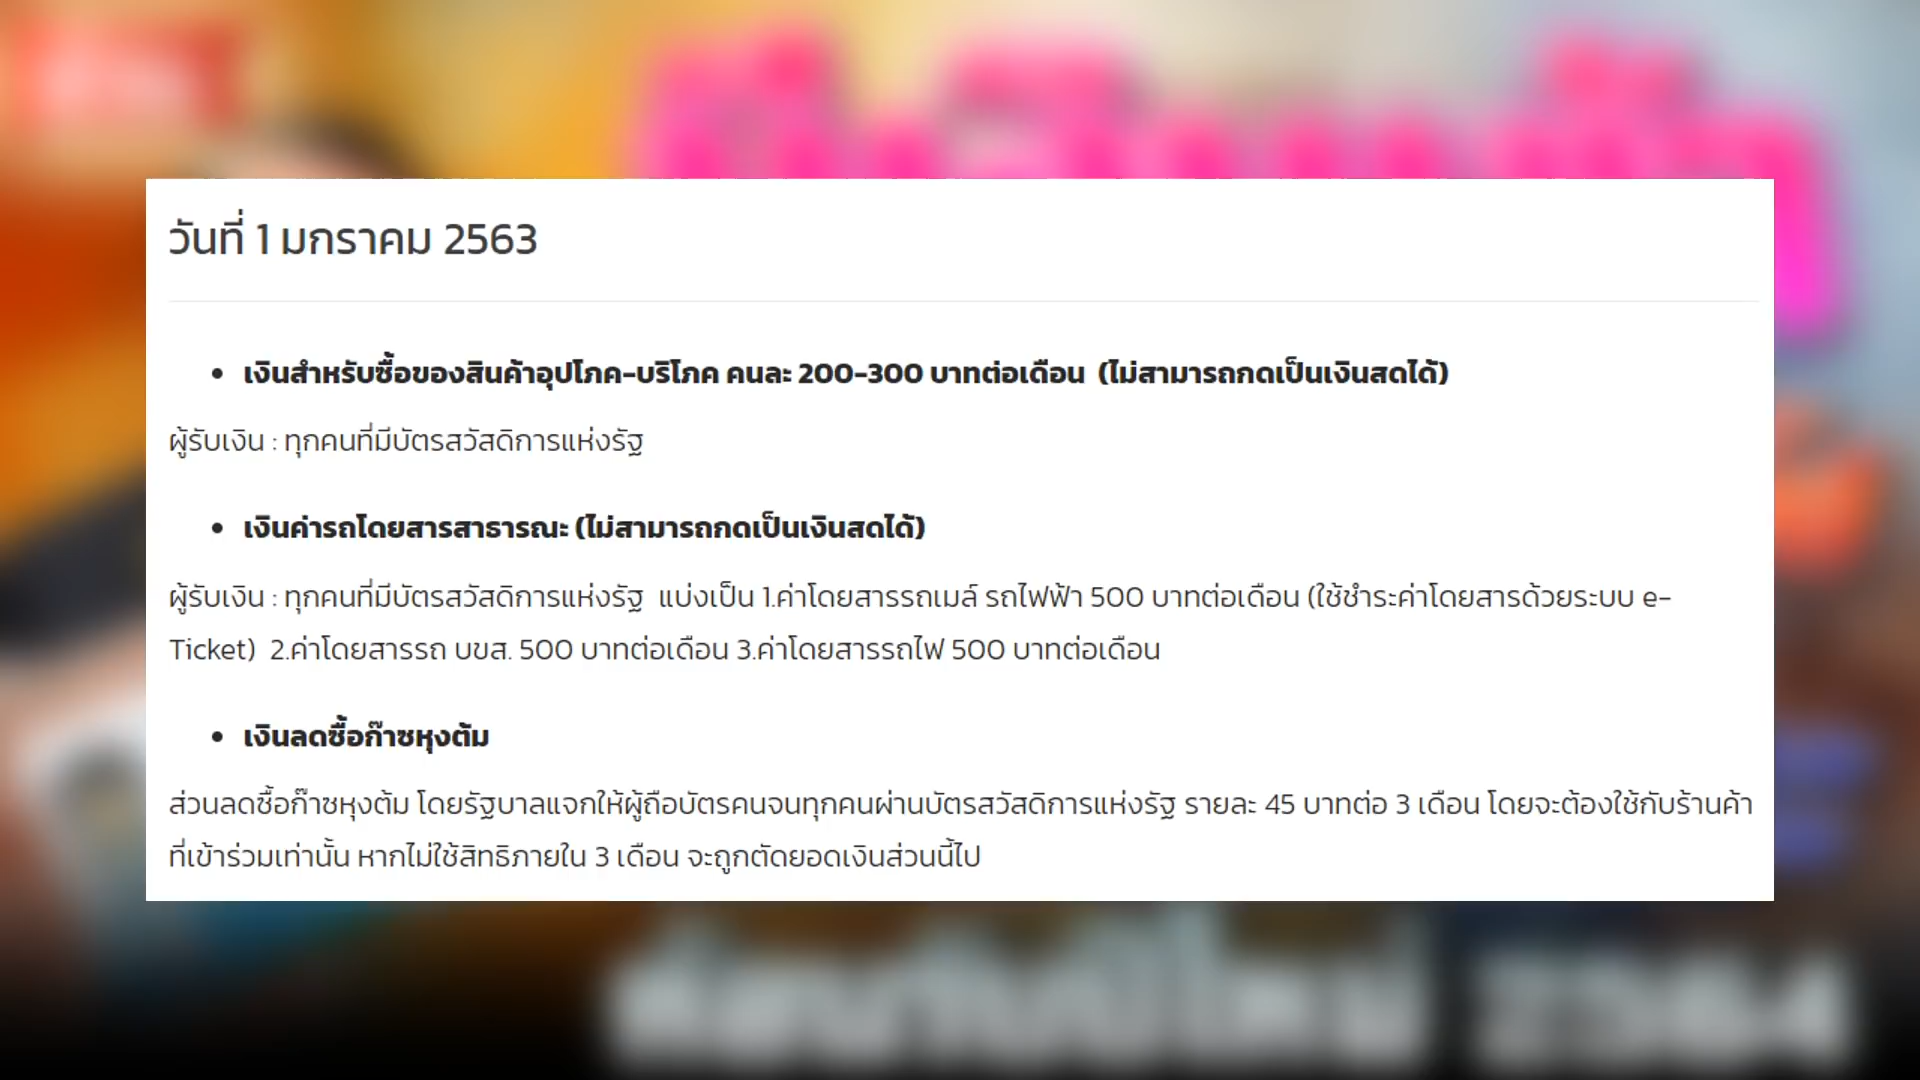 วันที่ 1 มกราคม 2563
• เงินสำหรับซื้อของสินค้าอุปโภค-บริโภค คนละ 200-300 บาทต่อเดือน (ไม่สามารถกดเป็นเงินสดได้)
ผู้รับเงิน : ทุกคนที่มีบัตรสวัสดิการแห่งรัฐ
• เงินค่ารถโดยสารสาธารณะ (ไม่สามารถกดเป็นเงินสดได้)
ผู้รับเงิน : ทุกคนที่มีบัตรสวัสดิการแห่งรัฐ แบ่งเป็น 1.ค่าโดยสารรถเมล์ รถไฟฟ้า 500 บาทต่อเดือน (ใช้ชำระค่าโดยสารด้วยระบบ e-
Ticket) 2.ค่าโดยสารรถ บขส. 500 บาทต่อเดือน 3.ค่าโดยสารรถไฟ 500 บาทต่อเดือน
• เงินลดซื้อก๊าซหุงต้ม
ส่วนลดซื้อก๊าซหุงต้ม โดยรัฐบาลแจกให้ผู้ถือบัตรคนจนทุกคนผ่านบัตรสวัสดิการแห่งรัฐ รายละ 45 บาทต่อ 3 เดือน โดยจะต้องใช้กับร้านค้า
ที่เข้าร่วมเท่านั้น หากไม่ใช้สิทธิภายใน 3 เดือน จะถูกตัดยอดเงินส่วนนี้ไป